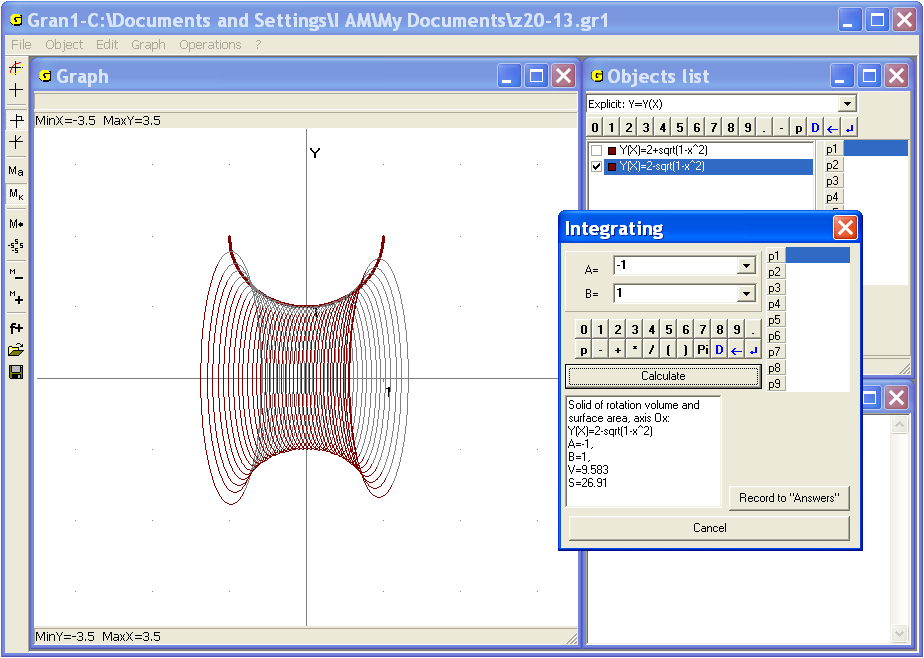 Gran1-C:\Documents and Settings\I AM\My Documents\z20-13.gr1
File Object Edit Graph Operations ?
Graph
MinX=-3.5 MaxY=3.5
Y
1
1
MinY=-3.5 MaxX=3.5
Ma
Mк
M
M
M
f+
Objects list
Explicit: Y=Y(X)
0 1 2 3 4 5 6 7 8 9 . - p D ← ↲
Y(X)=2+sqrt(1-x^2)
Y(X)=2-sqrt(1-x^2)
p1
p2
p3
p4
Integrating
A= -1
B= 1
0 1 2 3 4 5 6 7 8 9 .
p - + * / ( ) Pi D ← ↲
Calculate
p1
p2
p3
p4
p5
p6
p7
p8
p9
Solid of rotation volume and
surface area, axis Ox:
Y(X)=2-sqrt(1-x^2)
A=-1,
B=1,
V=9.583
S=26.91
Record to "Answers"
Cancel